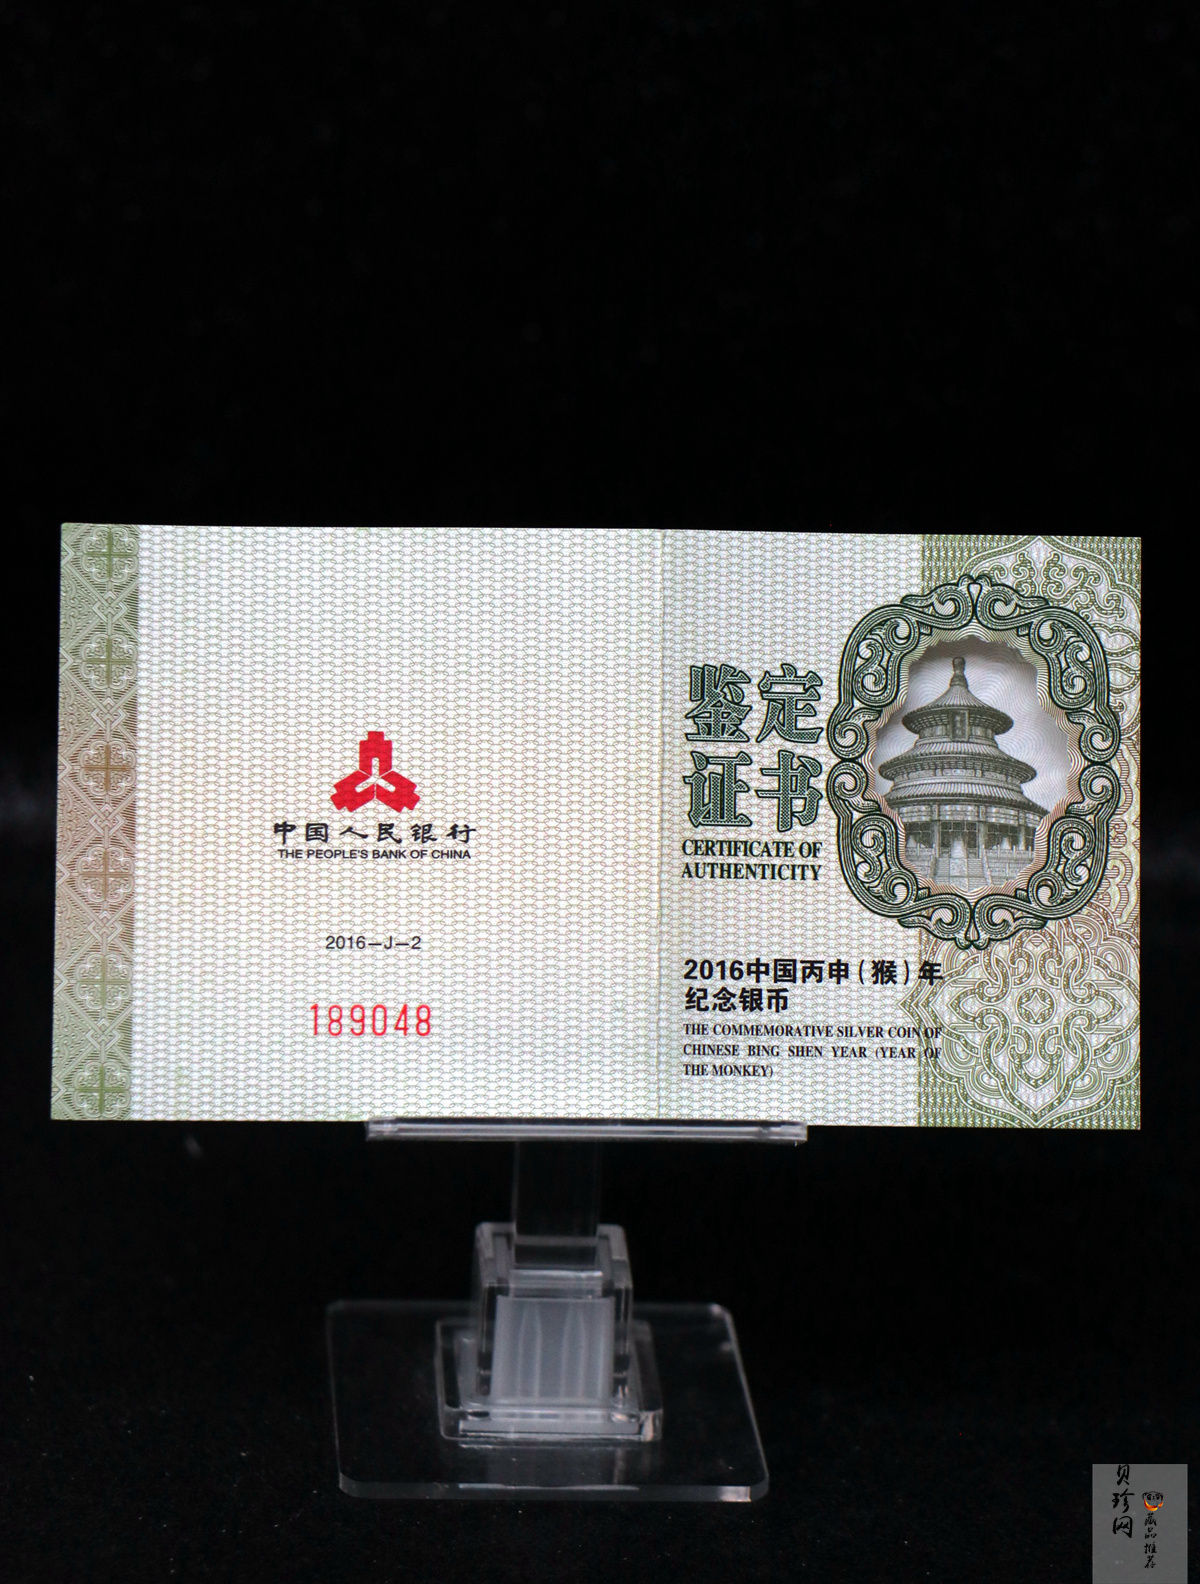 中国人民银行
THE PEOPLE'S BANK OF CHINA
2016—J—2
189048
鉴定
证书
CERTIFICATE OF
AUTHENTICITY
2016中国丙申(猴)年
纪念银币
THE COMMEMORATIVE SILVER COIN OF
CHINESE BING SHEN YEAR (YEAR OF
THE MONKEY)
贝珍网
藏品推荐